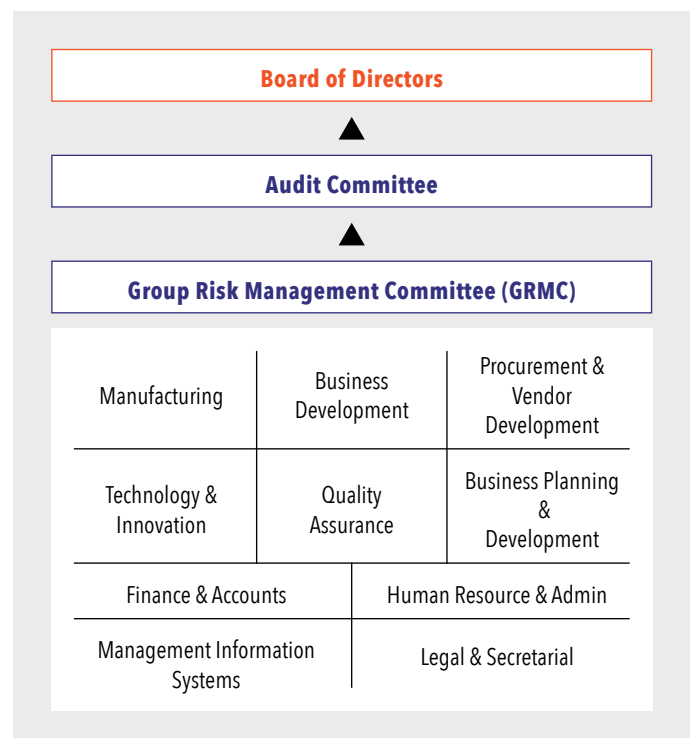 Board of Directors
Audit Committee
Group Risk Management Committee (GRMC)
Manufacturing
Business
Development
Procurement &
Vendor
Development
Technology &
Innovation
Quality
Assurance
Business Planning
&
Development
Finance & Accounts
Human Resource & Admin
Management Information
Systems
Legal & Secretarial